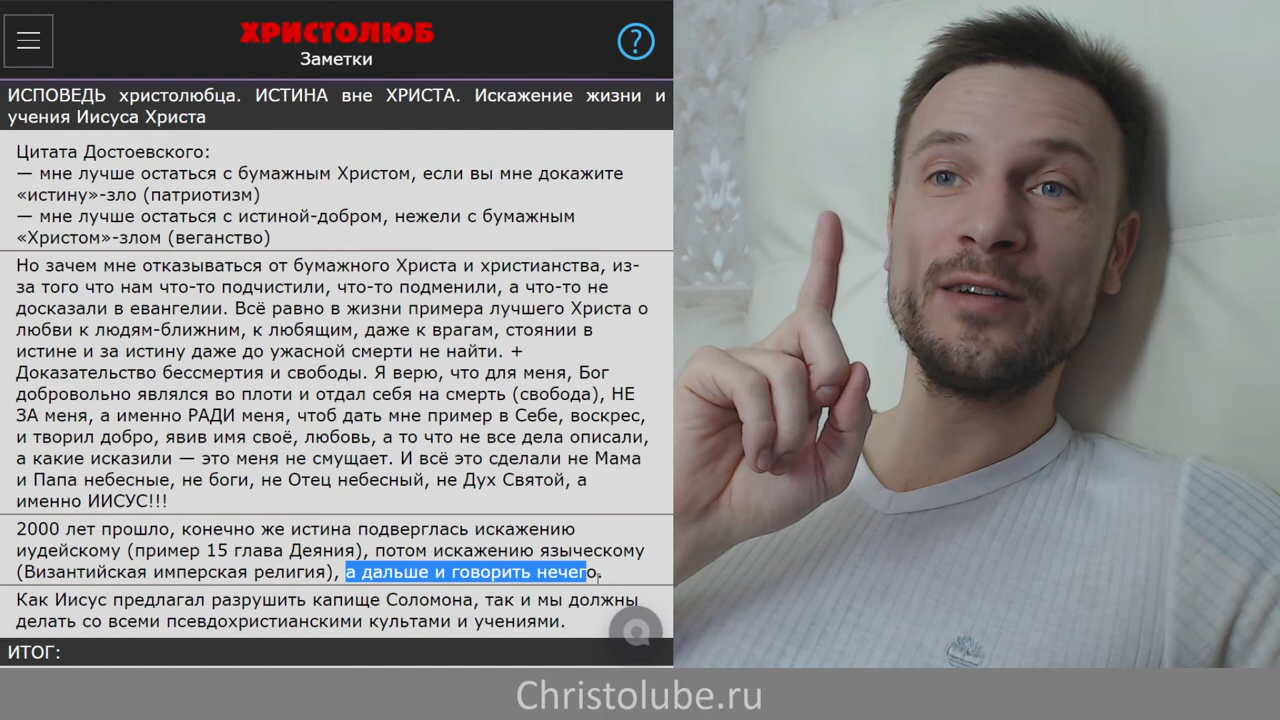 ХРИСТОЛЮБ
Заметки
ИСПОВЕДЬ христолюбца. ИСТИНА вне ХРИСТА. Искажение жизни и
учения Иисуса Христа
Цитата Достоевского:
— мне лучше остаться с бумажным Христом, если вы мне докажите
«истину»-зло (патриотизм)
— мне лучше остаться с истиной-добром, нежели с бумажным
«Христом»-злом (веганство)
Но зачем мне отказываться от бумажного Христа и христианства, из-
за того что нам что-то подчистили, что-то подменили, а что-то не
досказали в евангелии. Всё равно в жизни примера лучшего Христа о
любви к людям-ближним, к любящим, даже к врагам, стоянии в
истине и за истину даже до ужасной смерти не найти. +
Доказательство бессмертия и свободы. Я верю, что для меня, Бог
добровольно являлся во плоти и отдал себя на смерть (свобода), НЕ
ЗА меня, а именно РАДИ меня, чтоб дать мне пример в Себе, воскрес,
и творил добро, явив имя своё, любовь, а то что не все дела описали,
а какие исказили — это меня не смущает. И всё это сделали не Мама
и Папа небесные, не боги, не Отец небесный, не Дух Святой, а
именно ИИСУС!!!
2000 лет прошло, конечно же истина подверглась искажению
иудейскому (пример 15 глава Деяния), потом искажению языческому
(Византийская имперская религия), а дальше и говорить нечего.
Как Иисус предлагал разрушить капище Соломона, так и мы должны
делать со всеми псевдохристианскими культами и учениями.
ИТОГ:
Christolube.ru